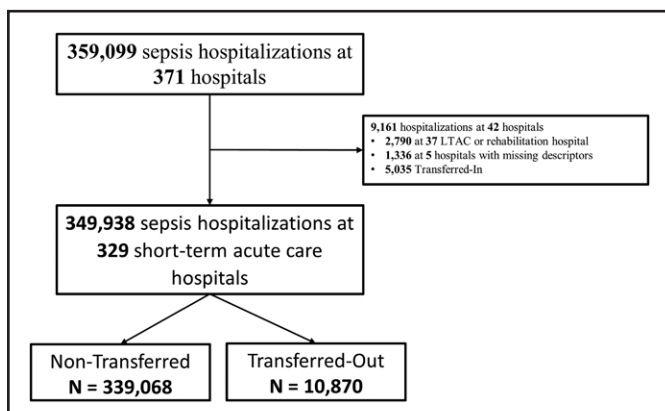 359,099 sepsis hospitalizations at
371 hospitals
9,161 hospitalizations at 42 hospitals
• 2,790 at 37 LTAC or rehabilitation hospital
• 1,336 at 5 hospitals with missing descriptors
• 5,035 Transferred-In
349,938 sepsis hospitalizations at
329 short-term acute care
hospitals
Non-Transferred
N = 339,068
Transferred-Out
N = 10,870